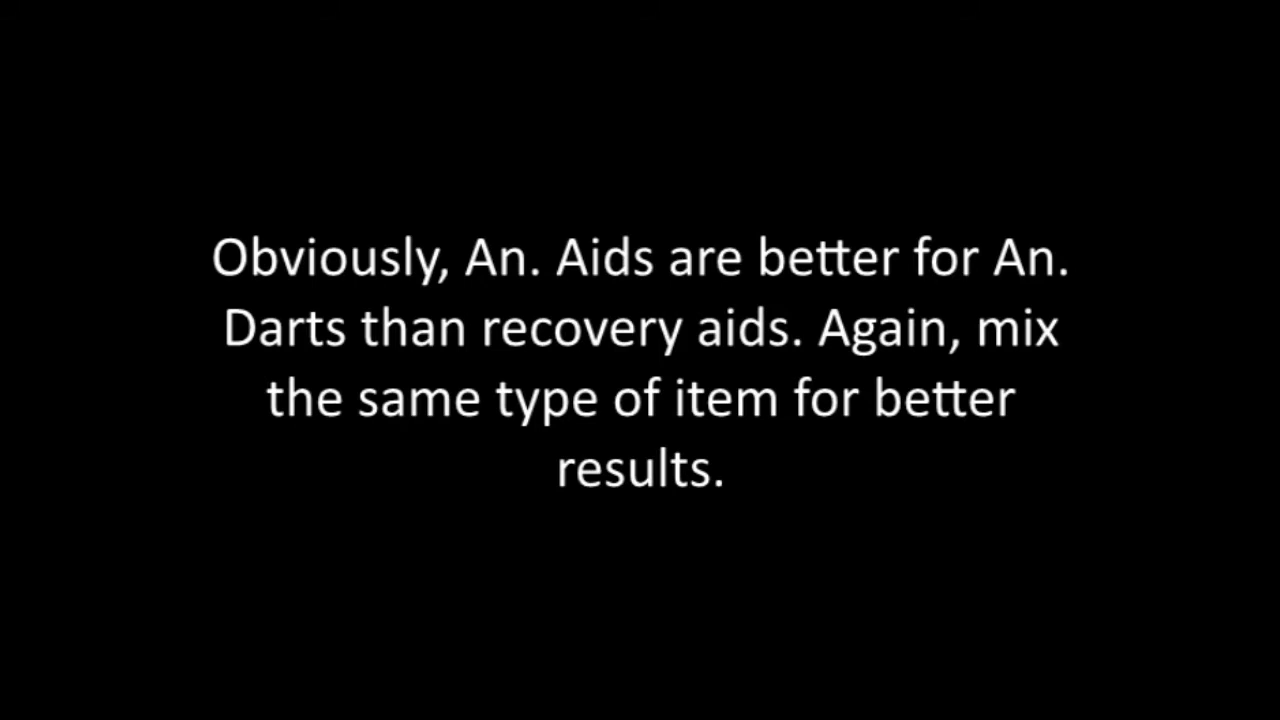 Obviously, An. Aids are better for An.
Darts than recovery aids. Again, mix
the same type of item for better
results.